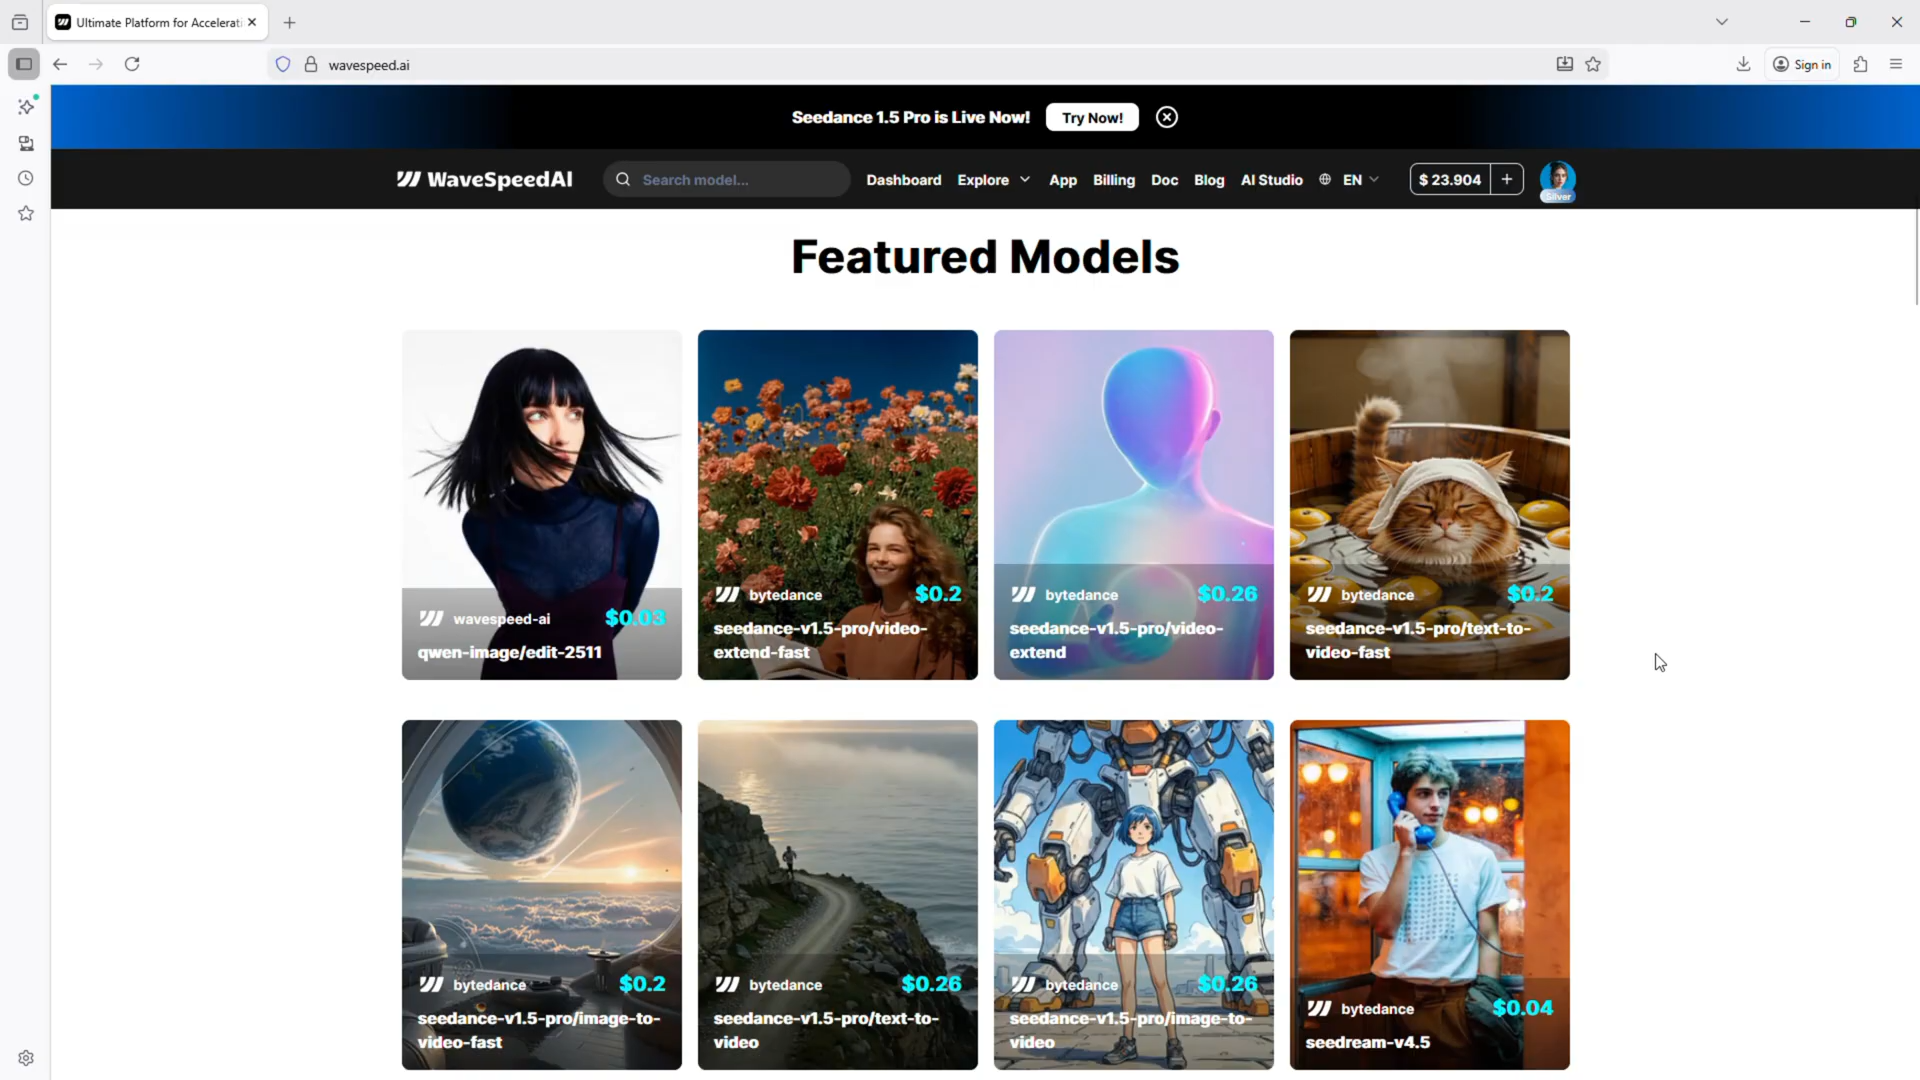 Ultimate Platform for Accelerati
wavespeed.ai
Sign in
Seedance 1.5 Pro is Live Now!
Try Now!
WaveSpeedAI
Search model...
Dashboard
Explore
App
Billing
Doc
Blog
AI Studio
EN
$ 23.904
+
Silver
Featured Models
wavespeed-ai
$0.03
qwen-image/edit-2511
bytedance
$0.2
seedance-v1.5-pro/video-
extend-fast
bytedance
$0.26
seedance-v1.5-pro/video-
extend
bytedance
$0.2
seedance-v1.5-pro/text-to-
video-fast
bytedance
$0.2
seedance-v1.5-pro/image-to-
video-fast
bytedance
$0.26
seedance-v1.5-pro/text-to-
video
bytedance
$0.26
seedance-v1.5-pro/image-to-
video
bytedance
$0.04
seedream-v4.5